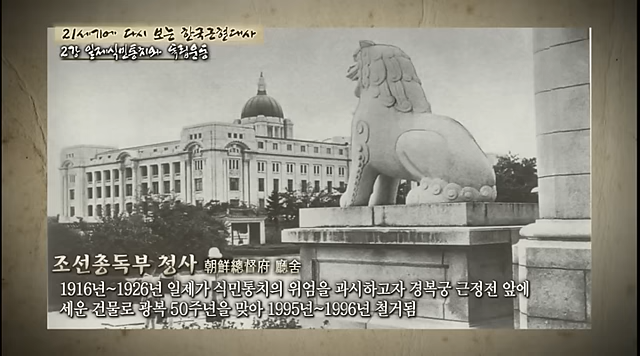 21세기에 다시 보는 한국근현대사
2강 일제식민통치와 독립운동
조선총독부 청사 朝鮮總督府 廳舍
1916년~1926년 일제가 식민통치의 위엄을 과시하고자 경복궁 근정전 앞에
세운 건물로 광복 50주년을 맞아 1995년~1996년 철거됨